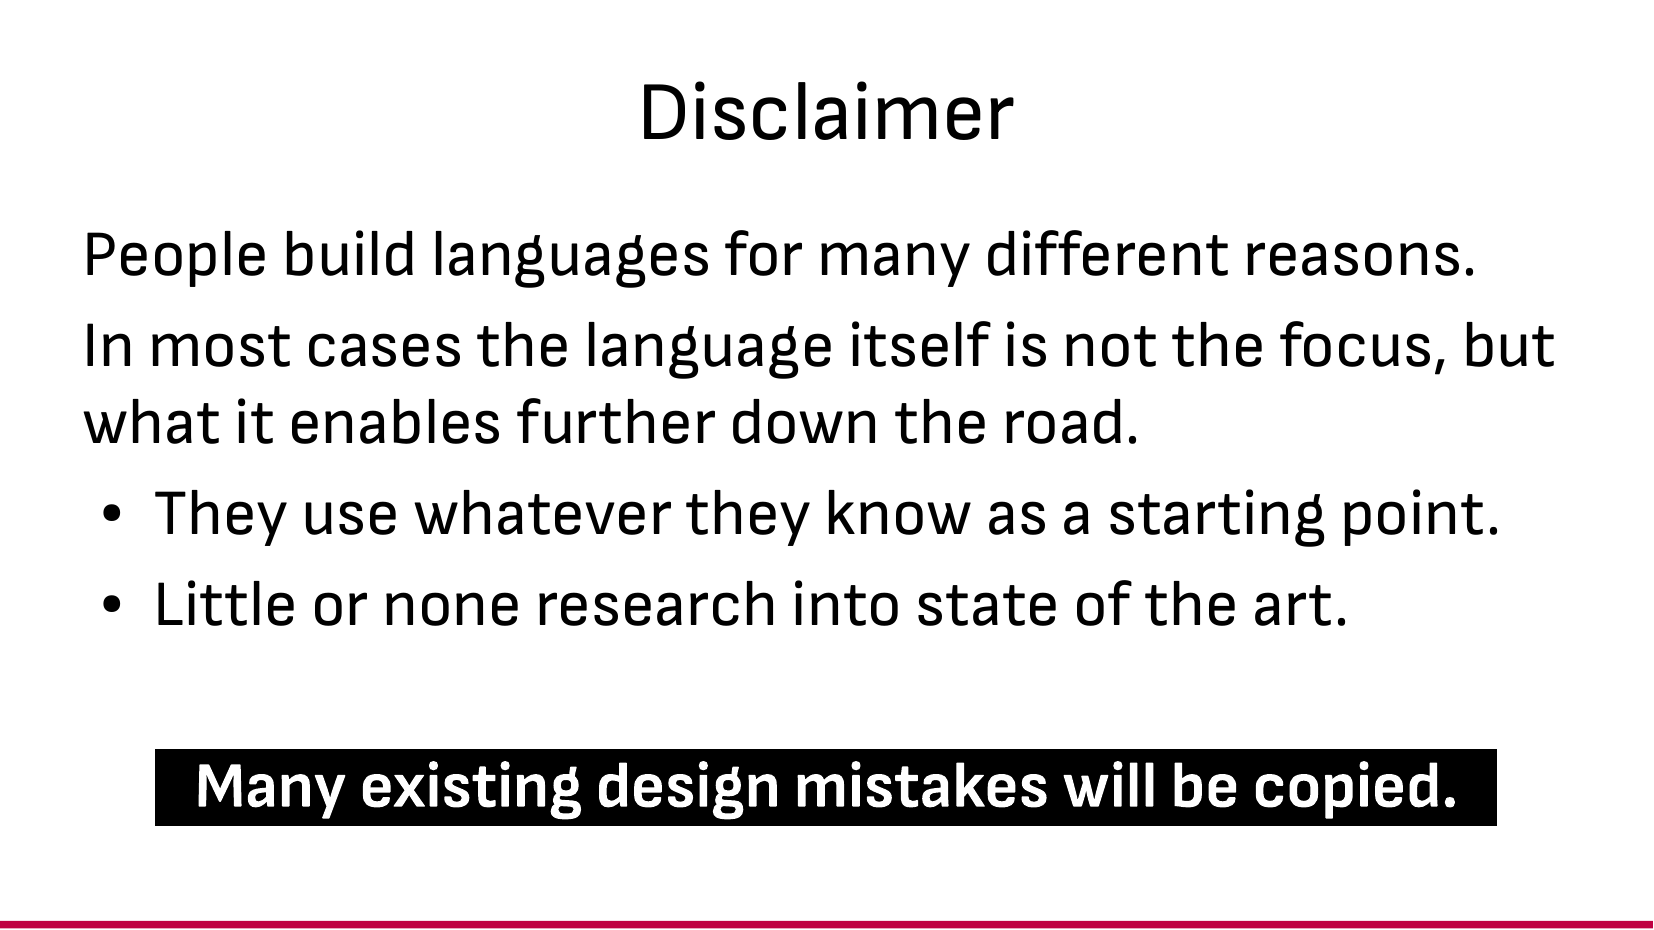 Disclaimer
People build languages for many different reasons.
In most cases the language itself is not the focus, but
what it enables further down the road.
• They use whatever they know as a starting point.
• Little or none research into state of the art.
Many existing design mistakes will be copied.